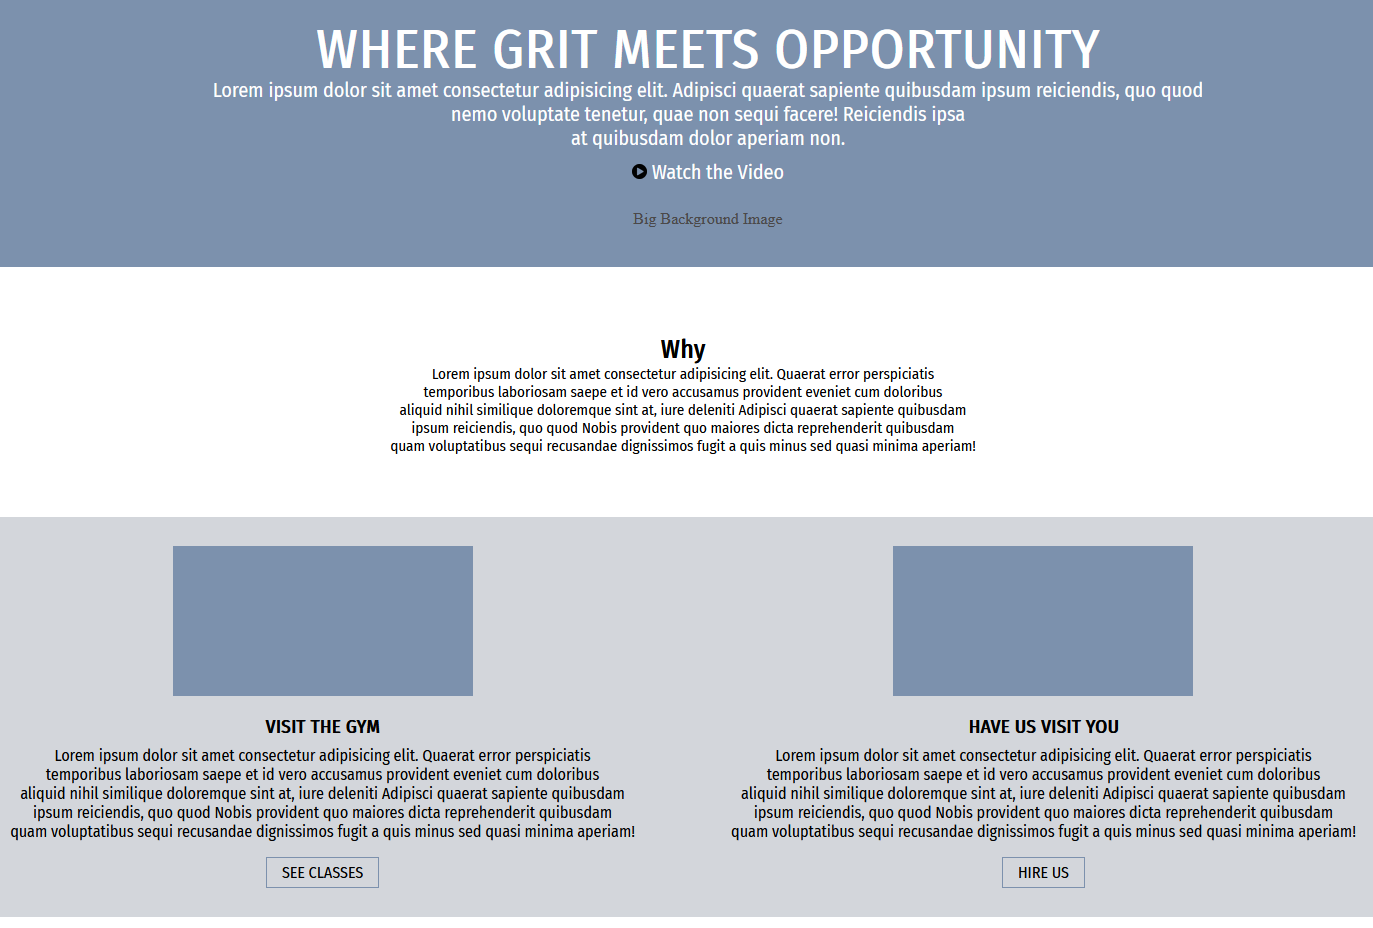 WHERE GRIT MEETS OPPORTUNITY
Lorem ipsum dolor sit amet consectetur adipisicing elit. Adipisci quaerat sapiente quibusdam ipsum reiciendis, quo quod
nemo voluptate tenetur, quae non sequi facere! Reiciendis ipsa
at quibusdam dolor aperiam non.
Watch the Video
Big Background Image
Why
Lorem ipsum dolor sit amet consectetur adipisicing elit. Quaerat error perspiciatis
temporibus laboriosam saepe et id vero accusamus provident eveniet cum doloribus
aliquid nihil similique doloremque sint at, iure deleniti Adipisci quaerat sapiente quibusdam
ipsum reiciendis, quo quod Nobis provident quo maiores dicta reprehenderit quibusdam
quam voluptatibus sequi recusandae dignissimos fugit a quis minus sed quasi minima aperiam!
VISIT THE GYM
Lorem ipsum dolor sit amet consectetur adipisicing elit. Quaerat error perspiciatis
temporibus laboriosam saepe et id vero accusamus provident eveniet cum doloribus
aliquid nihil similique doloremque sint at, iure deleniti Adipisci quaerat sapiente quibusdam
ipsum reiciendis, quo quod Nobis provident quo maiores dicta reprehenderit quibusdam
quam voluptatibus sequi recusandae dignissimos fugit a quis minus sed quasi minima aperiam!
SEE CLASSES
HAVE US VISIT YOU
Lorem ipsum dolor sit amet consectetur adipisicing elit. Quaerat error perspiciatis
temporibus laboriosam saepe et id vero accusamus provident eveniet cum doloribus
aliquid nihil similique doloremque sint at, iure deleniti Adipisci quaerat sapiente quibusdam
ipsum reiciendis, quo quod Nobis provident quo maiores dicta reprehenderit quibusdam
quam voluptatibus sequi recusandae dignissimos fugit a quis minus sed quasi minima aperiam!
HIRE US